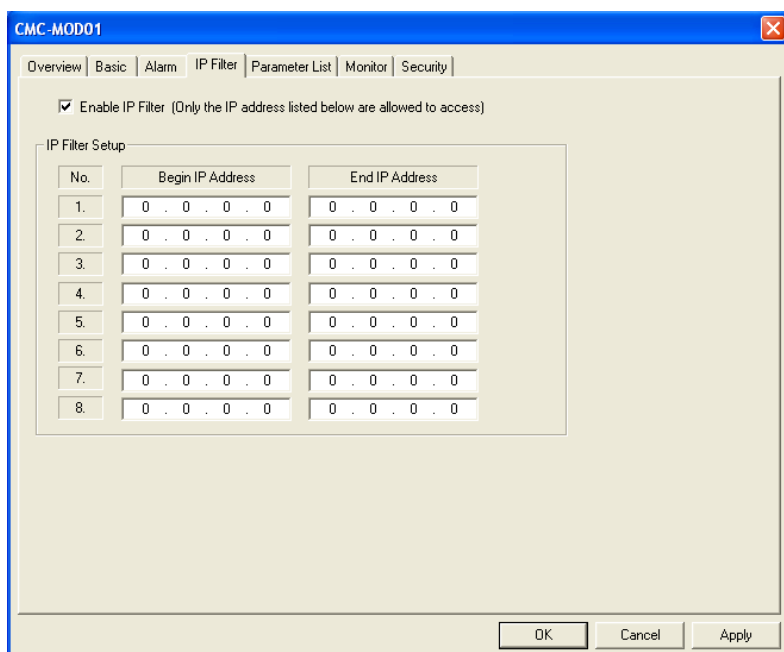 CMC-MOD01
Overview Basic Alarm IP Filter Parameter List Monitor Security
Enable IP Filter (Only the IP address listed below are allowed to access)
IP Filter Setup
No. Begin IP Address End IP Address
1. 0 . 0 . 0 . 0 0 . 0 . 0 . 0
2. 0 . 0 . 0 . 0 0 . 0 . 0 . 0
3. 0 . 0 . 0 . 0 0 . 0 . 0 . 0
4. 0 . 0 . 0 . 0 0 . 0 . 0 . 0
5. 0 . 0 . 0 . 0 0 . 0 . 0 . 0
6. 0 . 0 . 0 . 0 0 . 0 . 0 . 0
7. 0 . 0 . 0 . 0 0 . 0 . 0 . 0
8. 0 . 0 . 0 . 0 0 . 0 . 0 . 0
OK Cancel Apply